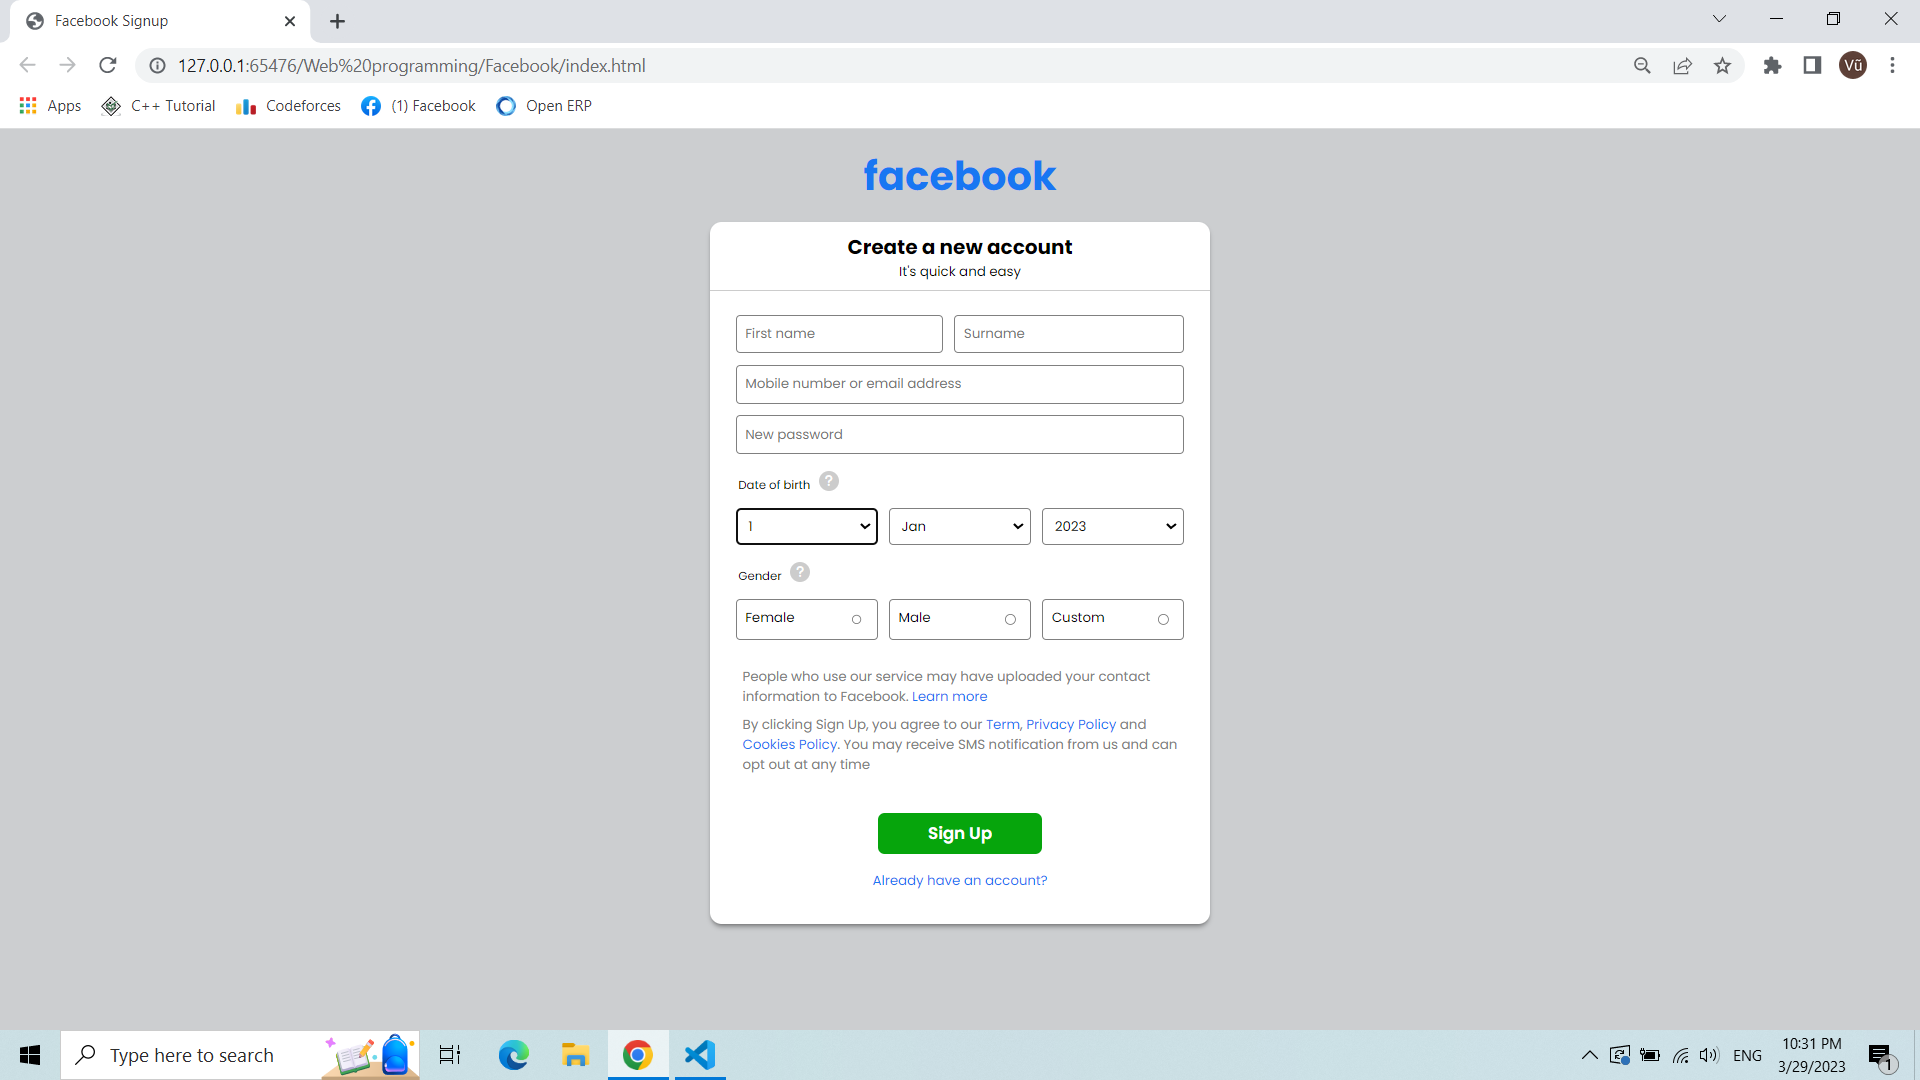 Facebook Signup
127.0.0.1:65476/Web%20programming/Facebook/index.html
Vũ
Apps
C++ Tutorial
Codeforces
(1) Facebook
Open ERP
facebook
Create a new account
It's quick and easy
First name
Surname
Mobile number or email address
New password
Date of birth ?
1
Jan
2023
Gender ?
Female
Male
Custom
People who use our service may have uploaded your contact
information to Facebook. Learn more
By clicking Sign Up, you agree to our Term, Privacy Policy and
Cookies Policy. You may receive SMS notification from us and can
opt out at any time
Sign Up
Already have an account?
Type here to search
ENG
10:31 PM
3/29/2023
1